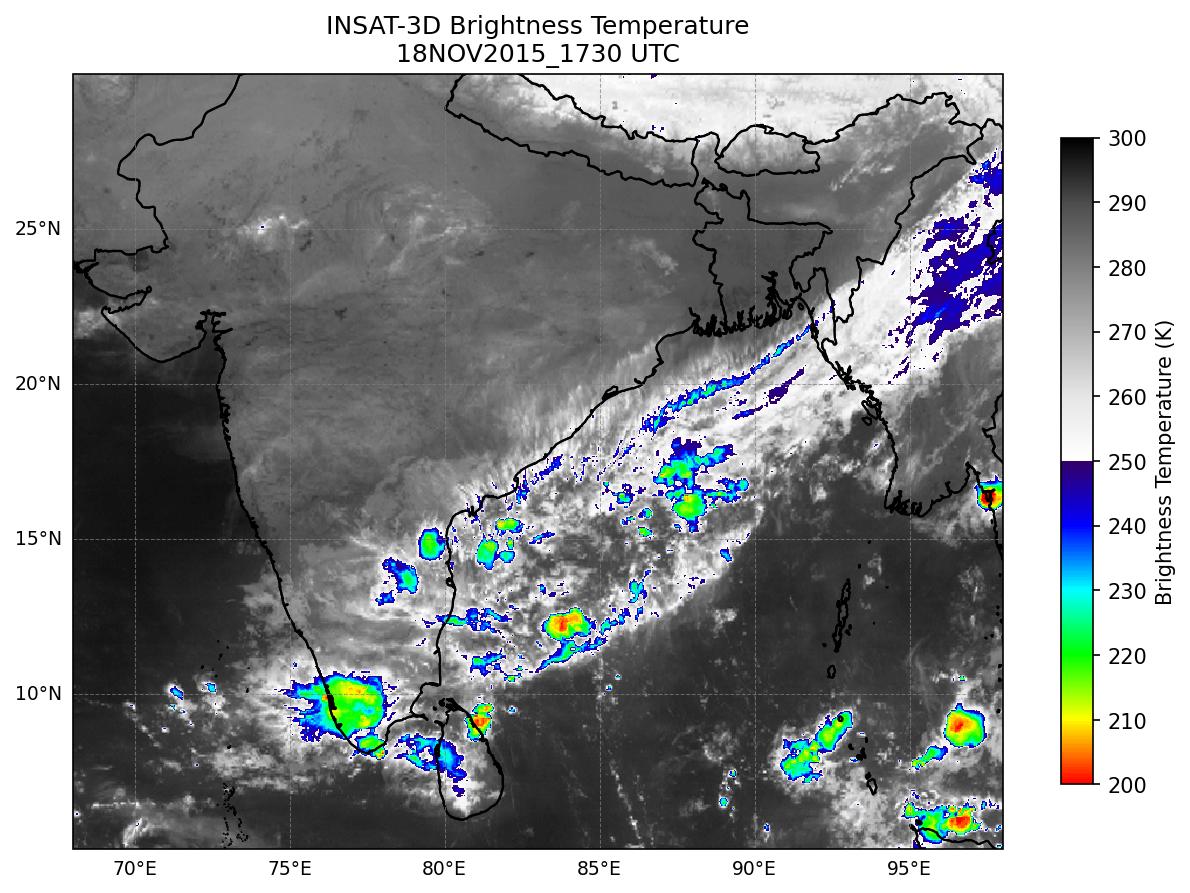 INSAT-3D Brightness Temperature
18NOV2015_1730 UTC
25°N
20°N
15°N
10°N
70°E
75°E
80°E
85°E
90°E
95°E
300
290
280
270
260
250
240
230
220
210
200
Brightness Temperature (K)